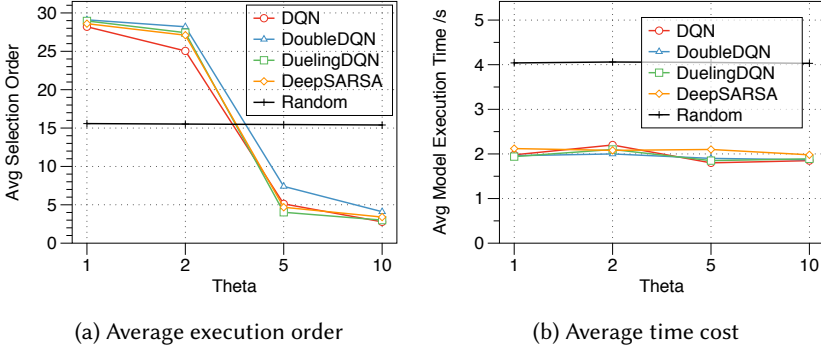 Avg Selection Order
30
25
20
15
10
5
0
DQN
DoubleDQN
DuelingDQN
DeepSARSA
Random
1 2 5 10
Theta
(a) Average execution order
Avg Model Execution Time /s
5
4
3
2
1
0
DQN
DoubleDQN
DuelingDQN
DeepSARSA
Random
1 2 5 10
Theta
(b) Average time cost